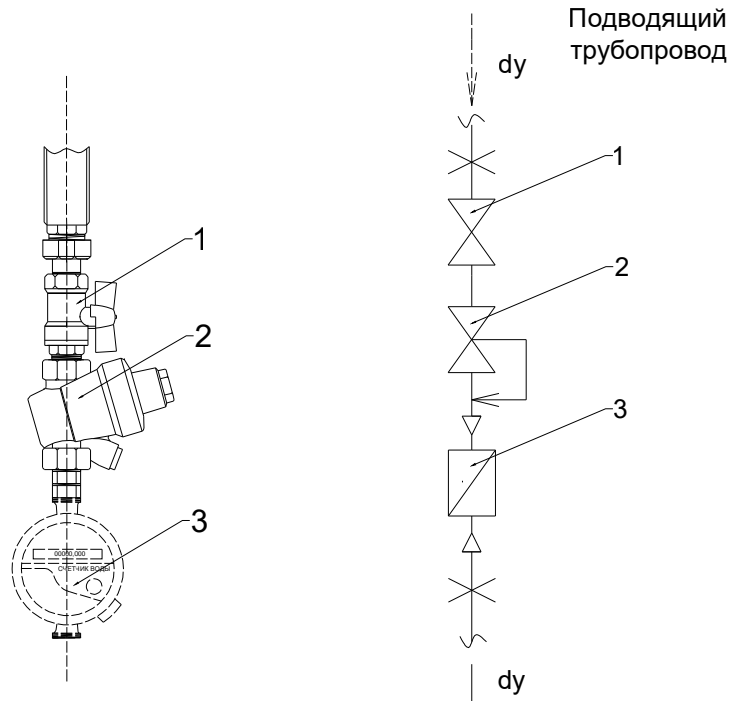 Подводящий
трубопровод
dy
1
2
3
00000,000
СЧЕТЧИК ВОДЫ
1
2
3
dy